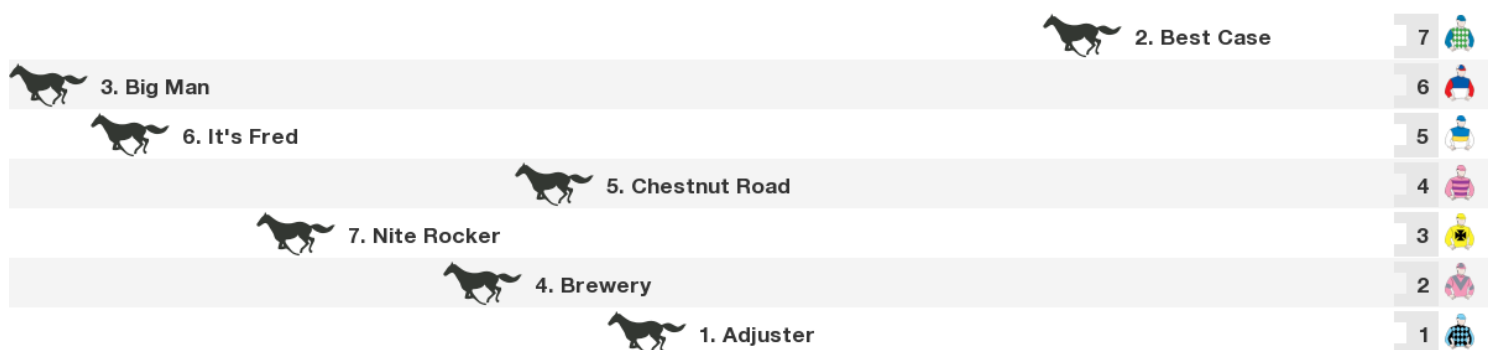 2. Best Case 7
3. Big Man 6
6. It's Fred 5
5. Chestnut Road 4
7. Nite Rocker 3
4. Brewery 2
1. Adjuster 1